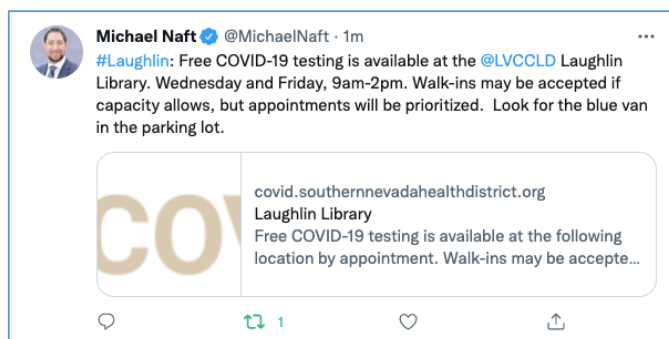 Michael Naft @MichaelNaft · 1m
#Laughlin: Free COVID-19 testing is available at the @LVCCLD Laughlin
Library. Wednesday and Friday, 9am-2pm. Walk-ins may be accepted if
capacity allows, but appointments will be prioritized.  Look for the blue van
in the parking lot.
COV
covid.southernnevadahealthdistrict.org
Laughlin Library
Free COVID-19 testing is available at the following
location by appointment. Walk-ins may be accepte...
1